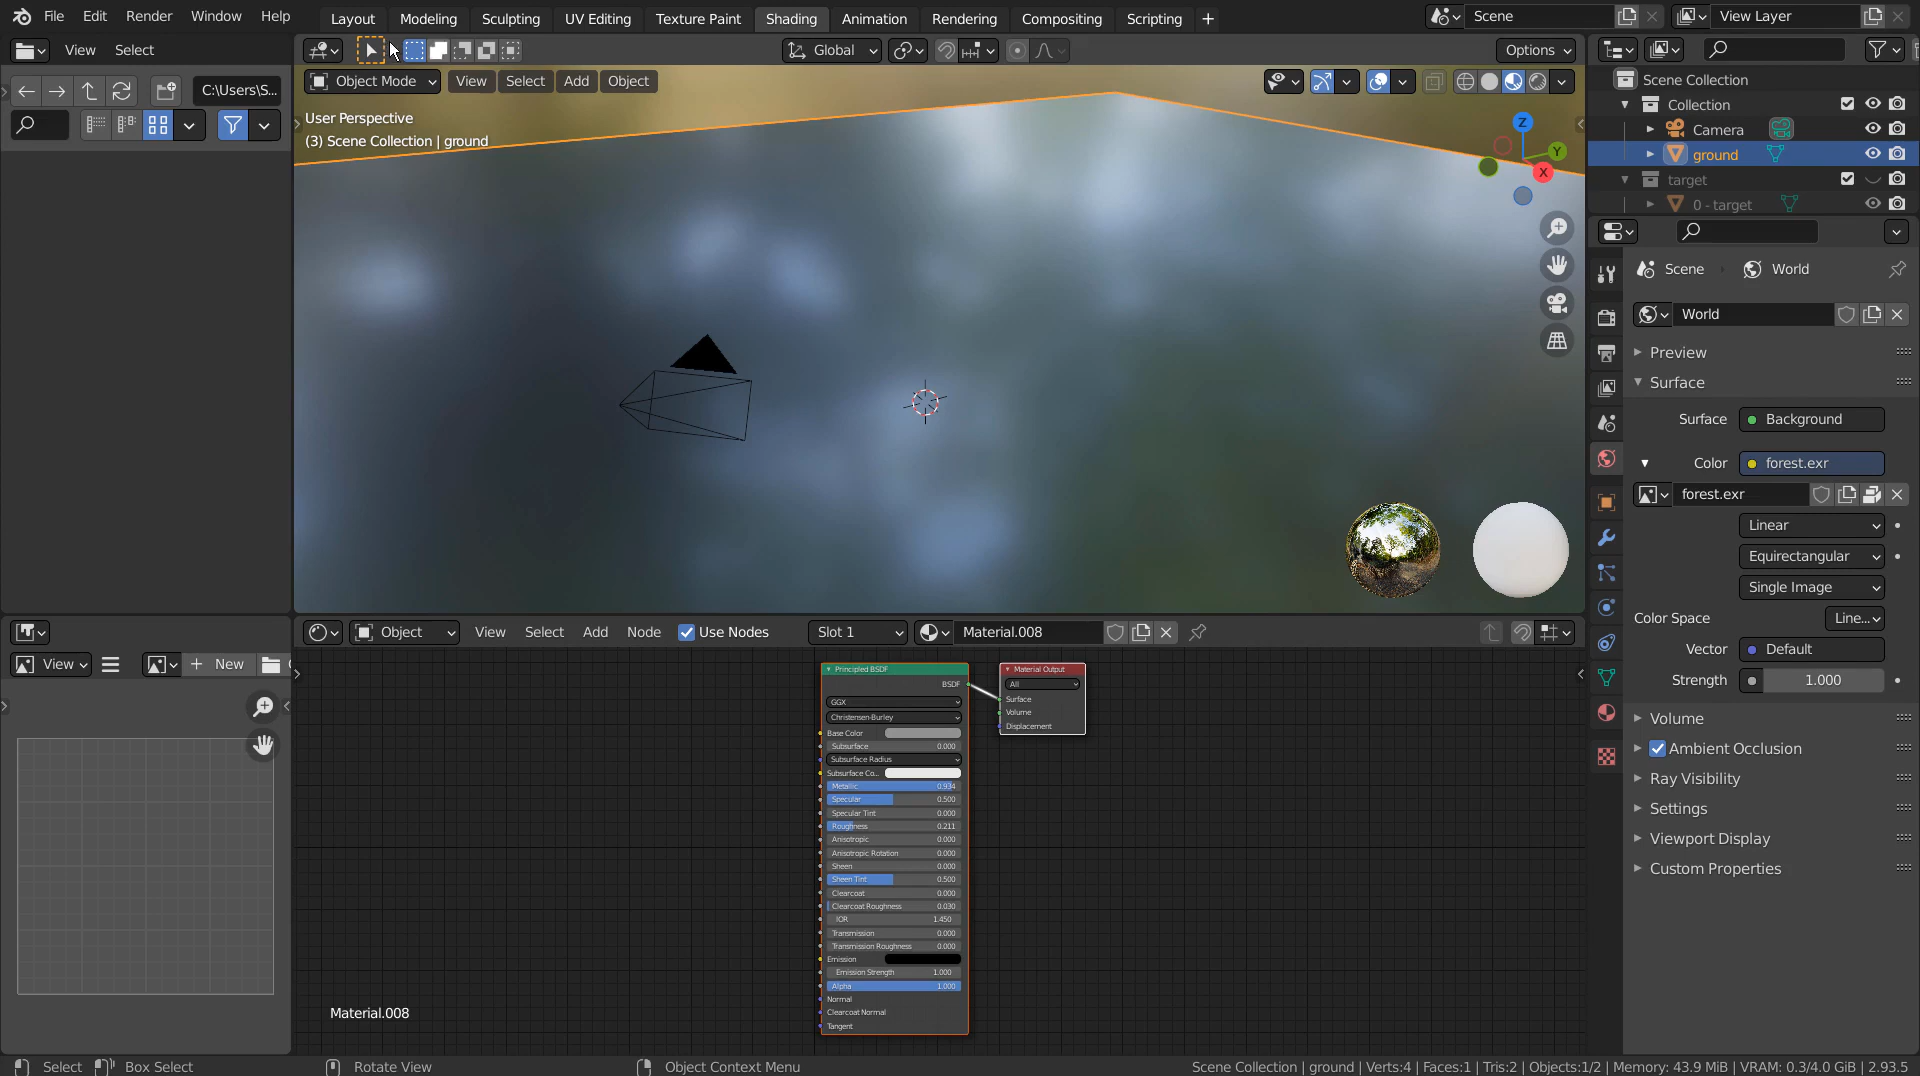 File Edit Render Window Help Layout Modeling Sculpting UV Editing Texture Paint Shading Animation Rendering Compositing Scripting + Scene View Layer
View Select Global Options
C:\Users\S...
Object Mode View Select Add Object
User Perspective
(3) Scene Collection | ground
Z
Y
X
Scene Collection
Collection
Camera
ground
target
0 - target
Scene World
World
Preview
Surface
Surface Background
Color forest.exr
forest.exr
Linear
Equirectangular
Single Image
Color Space Line...
Vector Default
Strength 1.000
Volume
Ambient Occlusion
Ray Visibility
Settings
Viewport Display
Custom Properties
Object View Select Add Node Use Nodes Slot 1 Material.008
View New
Principled BSDF
BSDF
GGX
Christensen-Burley
Base Color
Subsurface 0.000
Subsurface Radius
Subsurface Co...
Metallic 0.934
Specular 0.500
Specular Tint 0.000
Roughness 0.211
Anisotropic 0.000
Anisotropic Rotation 0.000
Sheen 0.000
Sheen Tint 0.500
Clearcoat 0.000
Clearcoat Roughness 0.030
IOR 1.450
Transmission 0.000
Transmission Roughness 0.000
Emission
Emission Strength 1.000
Alpha 1.000
Normal
Clearcoat Normal
Tangent
Material Output
All
Surface
Volume
Displacement
Material.008
Select Box Select Rotate View Object Context Menu Scene Collection | ground | Verts:4 | Faces:1 | Tris:2 | Objects:1/2 | Memory: 43.9 MiB | VRAM: 0.3/4.0 GiB | 2.93.5